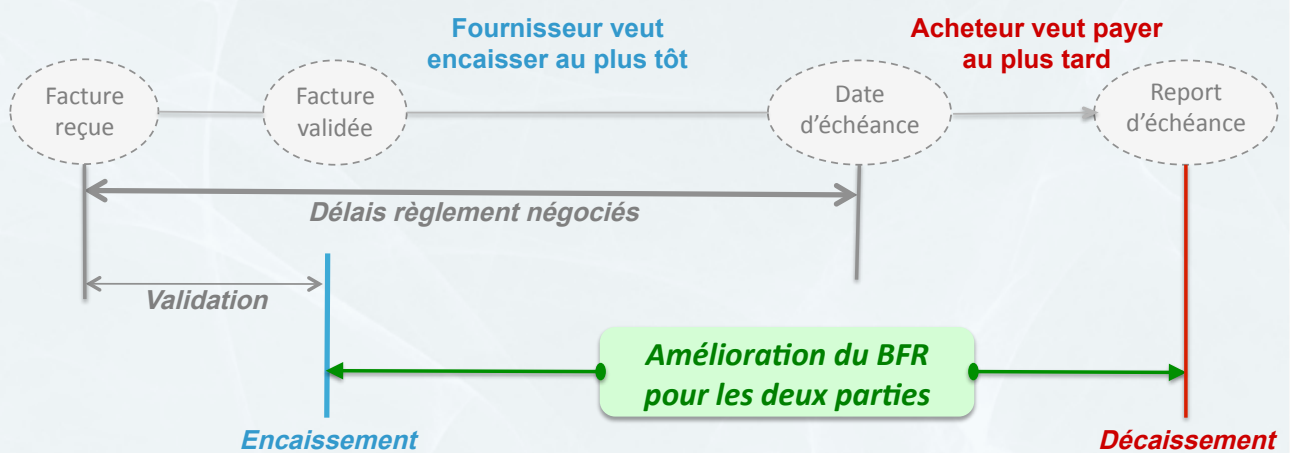 Fournisseur veut
encaisser au plus tôt
Acheteur veut payer
au plus tard
Facture
reçue
Facture
validée
Date
d'échéance
Report
d'échéance
Délais règlement négociés
Validation
Amélioration du BFR
pour les deux parties
Encaissement
Décaissement